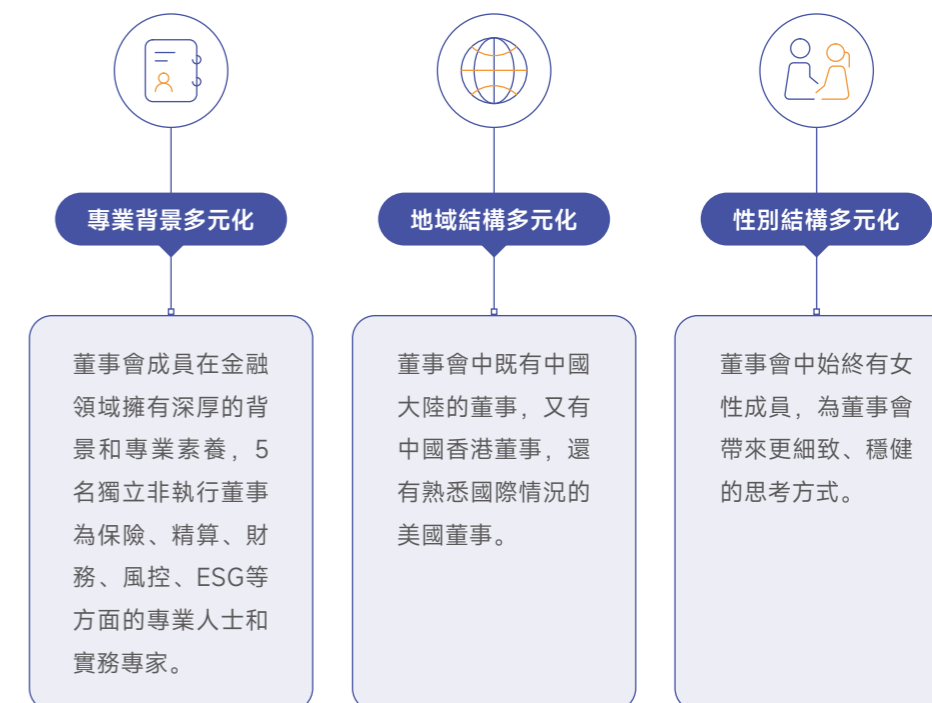 專業背景多元化
董事會成員在金融
領域擁有深厚的背
景和專業素養，5
名獨立非執行董事
為保險、精算、財
務、風控、ESG等
方面的專業人士和
實務專家。
地域結構多元化
董事會中既有中國
大陸的董事，又有
中國香港董事，還
有熟悉國際情況的
美國董事。
性別結構多元化
董事會中始終有女
性成員，為董事會
帶來更細致、穩健
的思考方式。